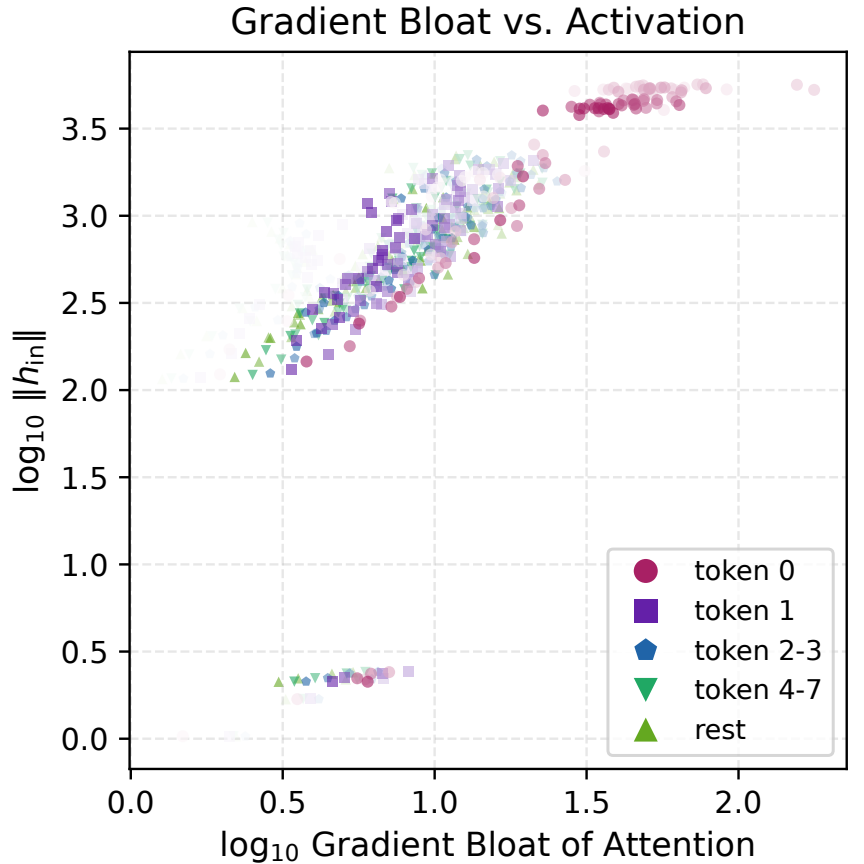 Gradient Bloat vs. Activation
log₁₀ ‖h_in‖
3.5
3.0
2.5
2.0
1.5
1.0
0.5
0.0
token 0
token 1
token 2-3
token 4-7
rest
0.0 0.5 1.0 1.5 2.0
log₁₀ Gradient Bloat of Attention